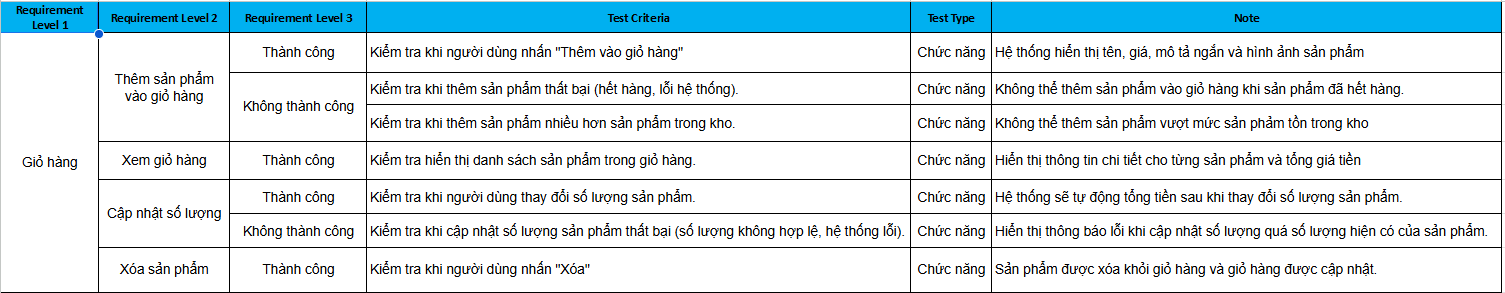 Requirement Level 1
Requirement Level 2
Requirement Level 3
Test Criteria
Test Type
Note
Giỏ hàng
Thêm sản phẩm vào giỏ hàng
Thành công
Kiểm tra khi người dùng nhấn "Thêm vào giỏ hàng"
Chức năng
Hệ thống hiển thị tên, giá, mô tả ngắn và hình ảnh sản phẩm
Không thành công
Kiểm tra khi thêm sản phẩm thất bại (hết hàng, lỗi hệ thống).
Chức năng
Không thể thêm sản phẩm vào giỏ hàng khi sản phẩm đã hết hàng.
Kiểm tra khi thêm sản phẩm nhiều hơn sản phẩm trong kho.
Chức năng
Không thể thêm sản phẩm vượt mức sản phảm tồn trong kho
Xem giỏ hàng
Thành công
Kiểm tra hiển thị danh sách sản phẩm trong giỏ hàng.
Chức năng
Hiển thị thông tin chi tiết cho từng sản phẩm và tổng giá tiền
Cập nhật số lượng
Thành công
Kiểm tra khi người dùng thay đổi số lượng sản phẩm.
Chức năng
Hệ thống sẽ tự động tổng tiền sau khi thay đổi số lượng sản phẩm.
Không thành công
Kiểm tra khi cập nhật số lượng sản phẩm thất bại (số lượng không hợp lệ, hệ thống lỗi).
Chức năng
Hiển thị thông báo lỗi khi cập nhật số lượng quá số lượng hiện có của sản phẩm.
Xóa sản phẩm
Thành công
Kiểm tra khi người dùng nhấn "Xóa"
Chức năng
Sản phẩm được xóa khỏi giỏ hàng và giỏ hàng được cập nhật.